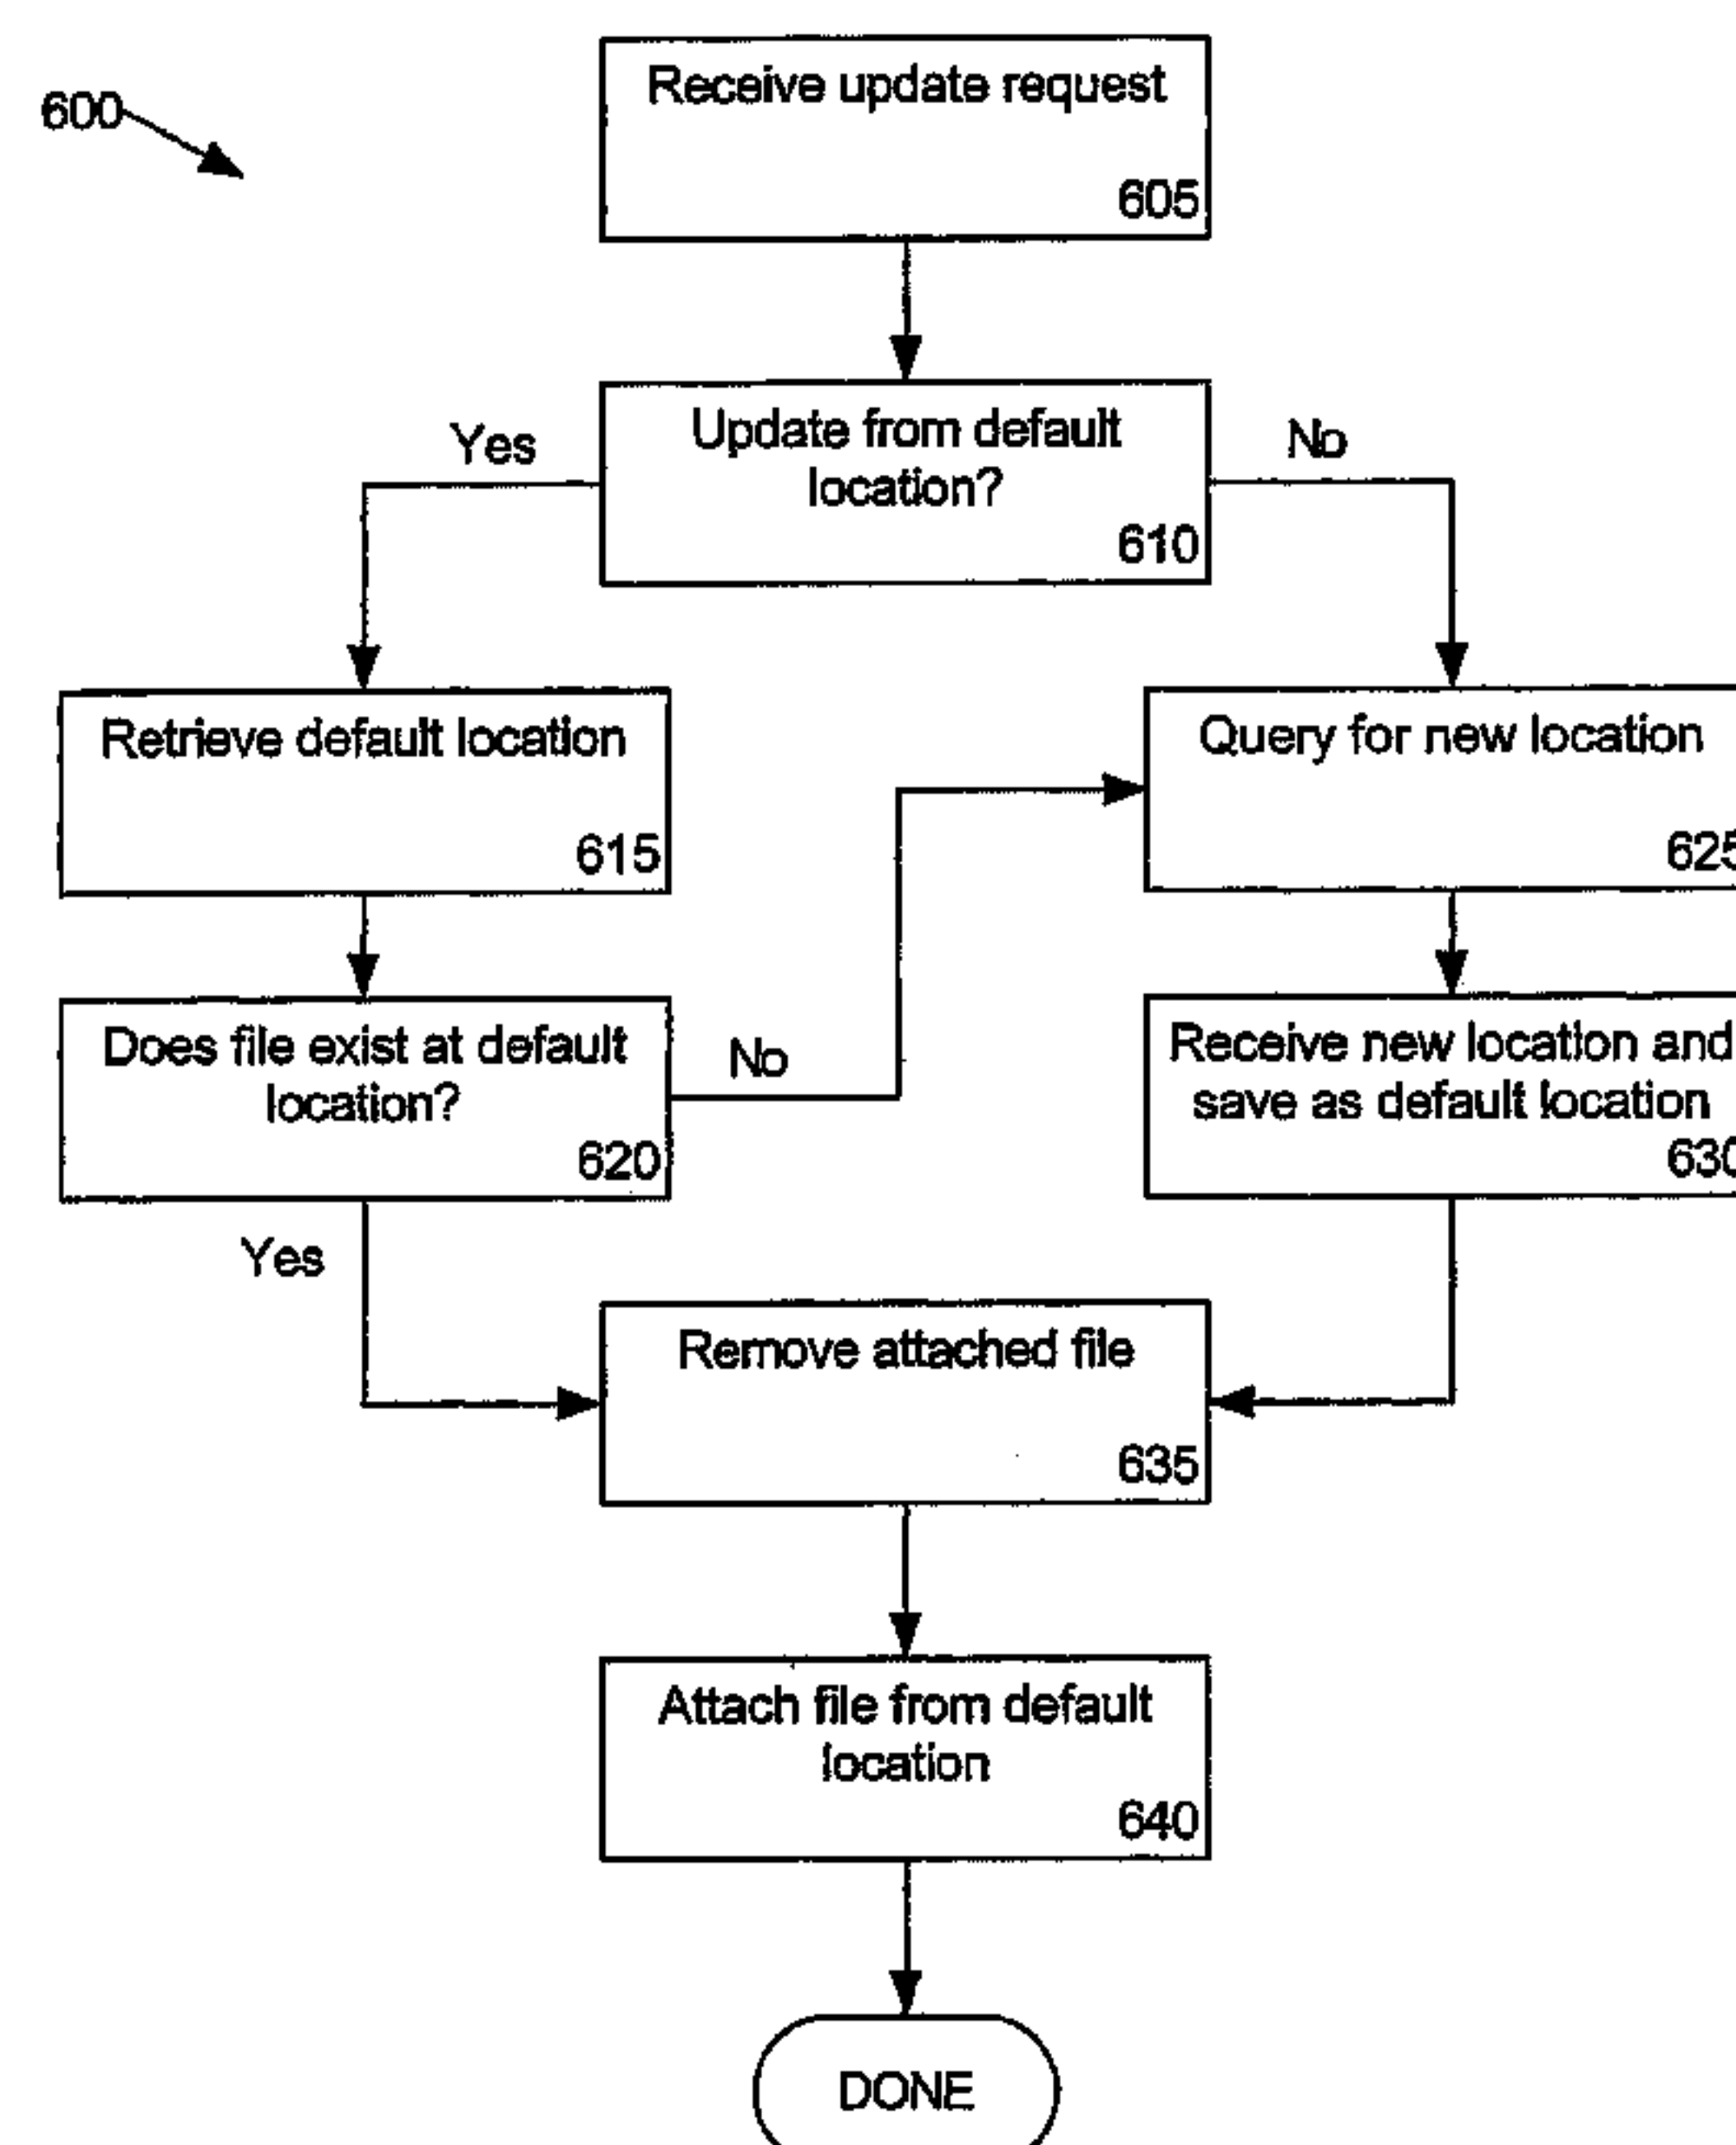 600
Receive update request
605
Update from default
location?
610
Yes
No
Retrieve default location
615
Query for new location
625
Does file exist at default
location?
620
No
Receive new location and
save as default location
630
Yes
Remove attached file
635
Attach file from default
location
640
DONE